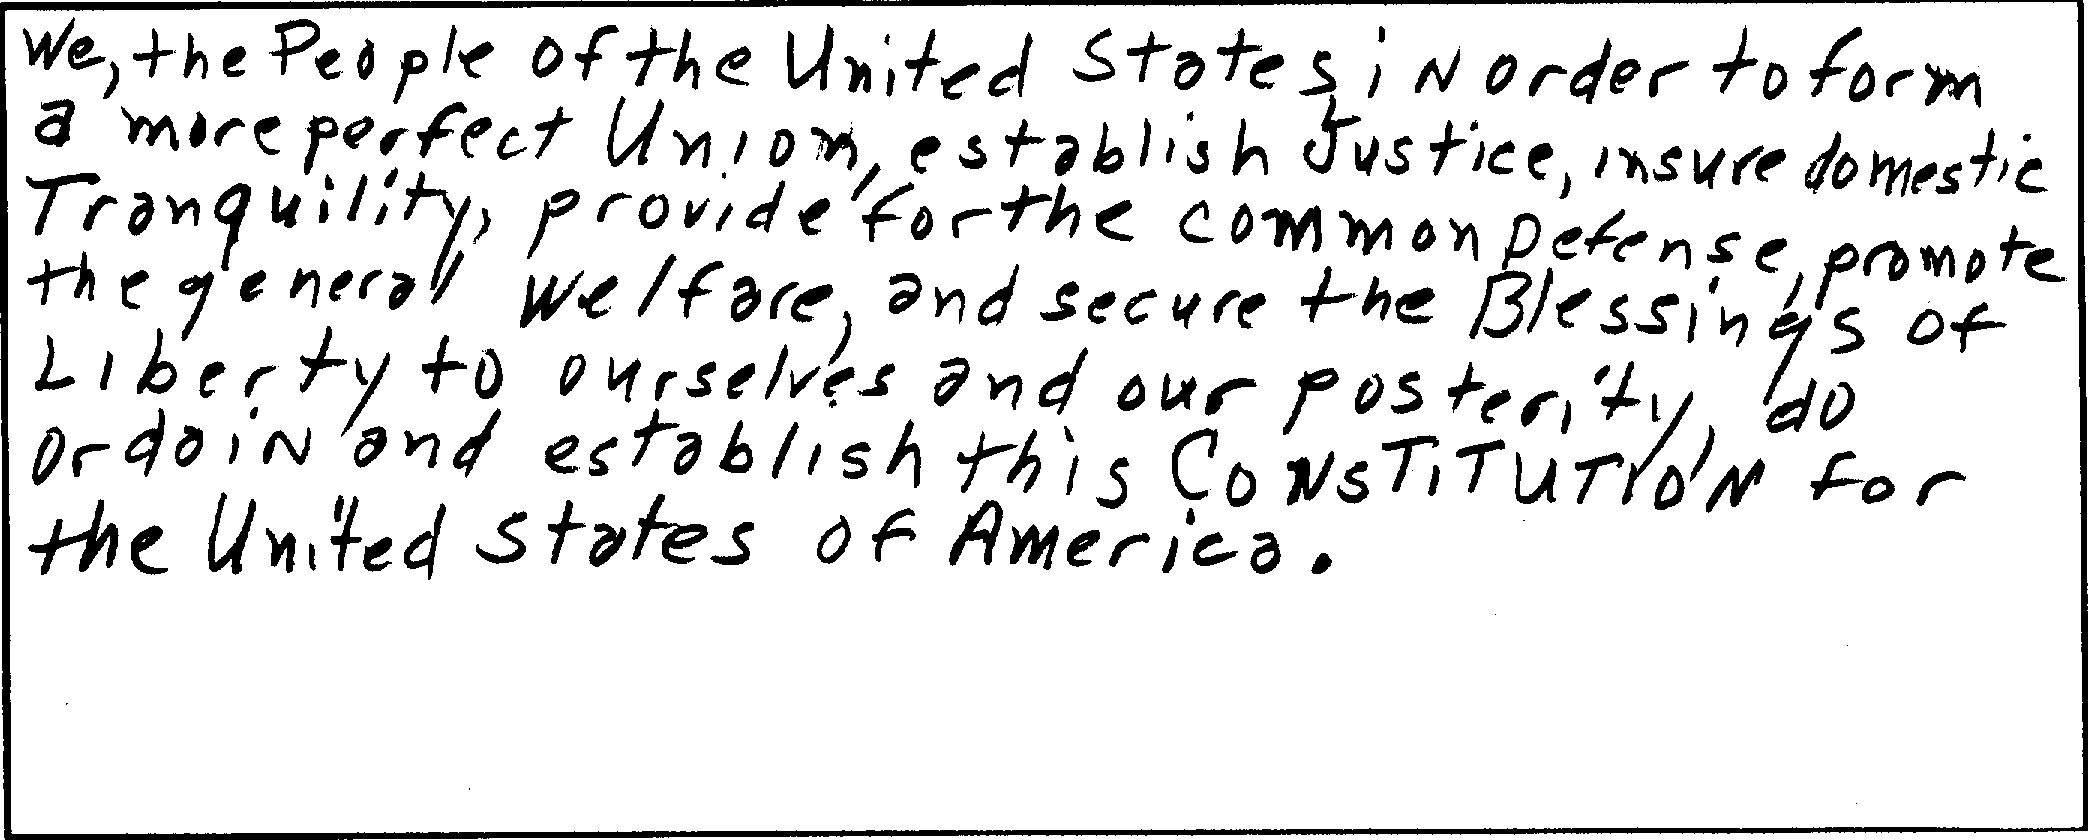 We, the People of the United States, in order to form
a more perfect Union, establish Justice, insure domestic
Tranquility, provide for the common Defense, promote
the general Welfare, and secure the Blessings of
Liberty to ourselves and our posterity, do
ordain and establish this CONSTITUTION for
the United States of America.